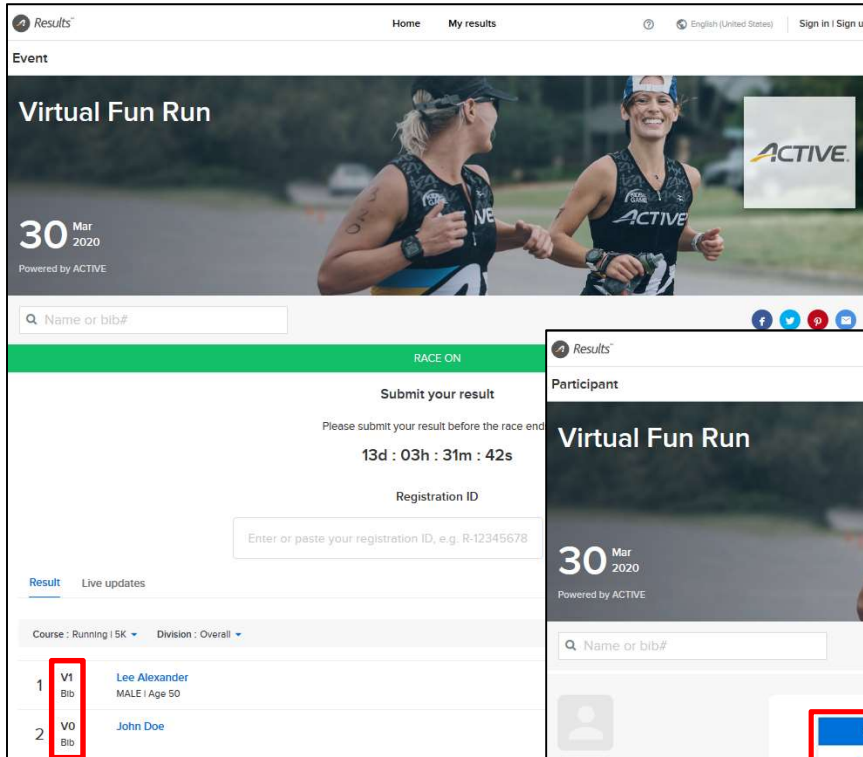 Results
Home My results English (United States) Sign in | Sign u
Event
Virtual Fun Run
ACTIVE.
30 Mar 2020
Powered by ACTIVE
ACTIVE
Name or bib#
RACE ON
Submit your result
Please submit your result before the race end
13d : 03h : 31m : 42s
Registration ID
Enter or paste your registration ID, e.g. R-12345678
Result Live updates
Course : Running | 5K Division : Overall
1 V1 Bib Lee Alexander
MALE | Age 50
2 V0 Bib John Doe
Results
Participant
Virtual Fun Run
30 Mar 2020
Powered by ACTIVE
Name or bib#